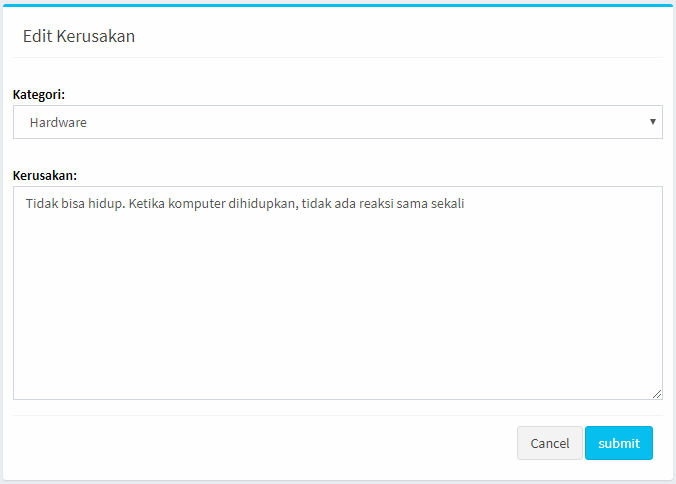 Edit Kerusakan
Kategori:
Hardware
Kerusakan:
Tidak bisa hidup. Ketika komputer dihidupkan, tidak ada reaksi sama sekali
Cancel submit